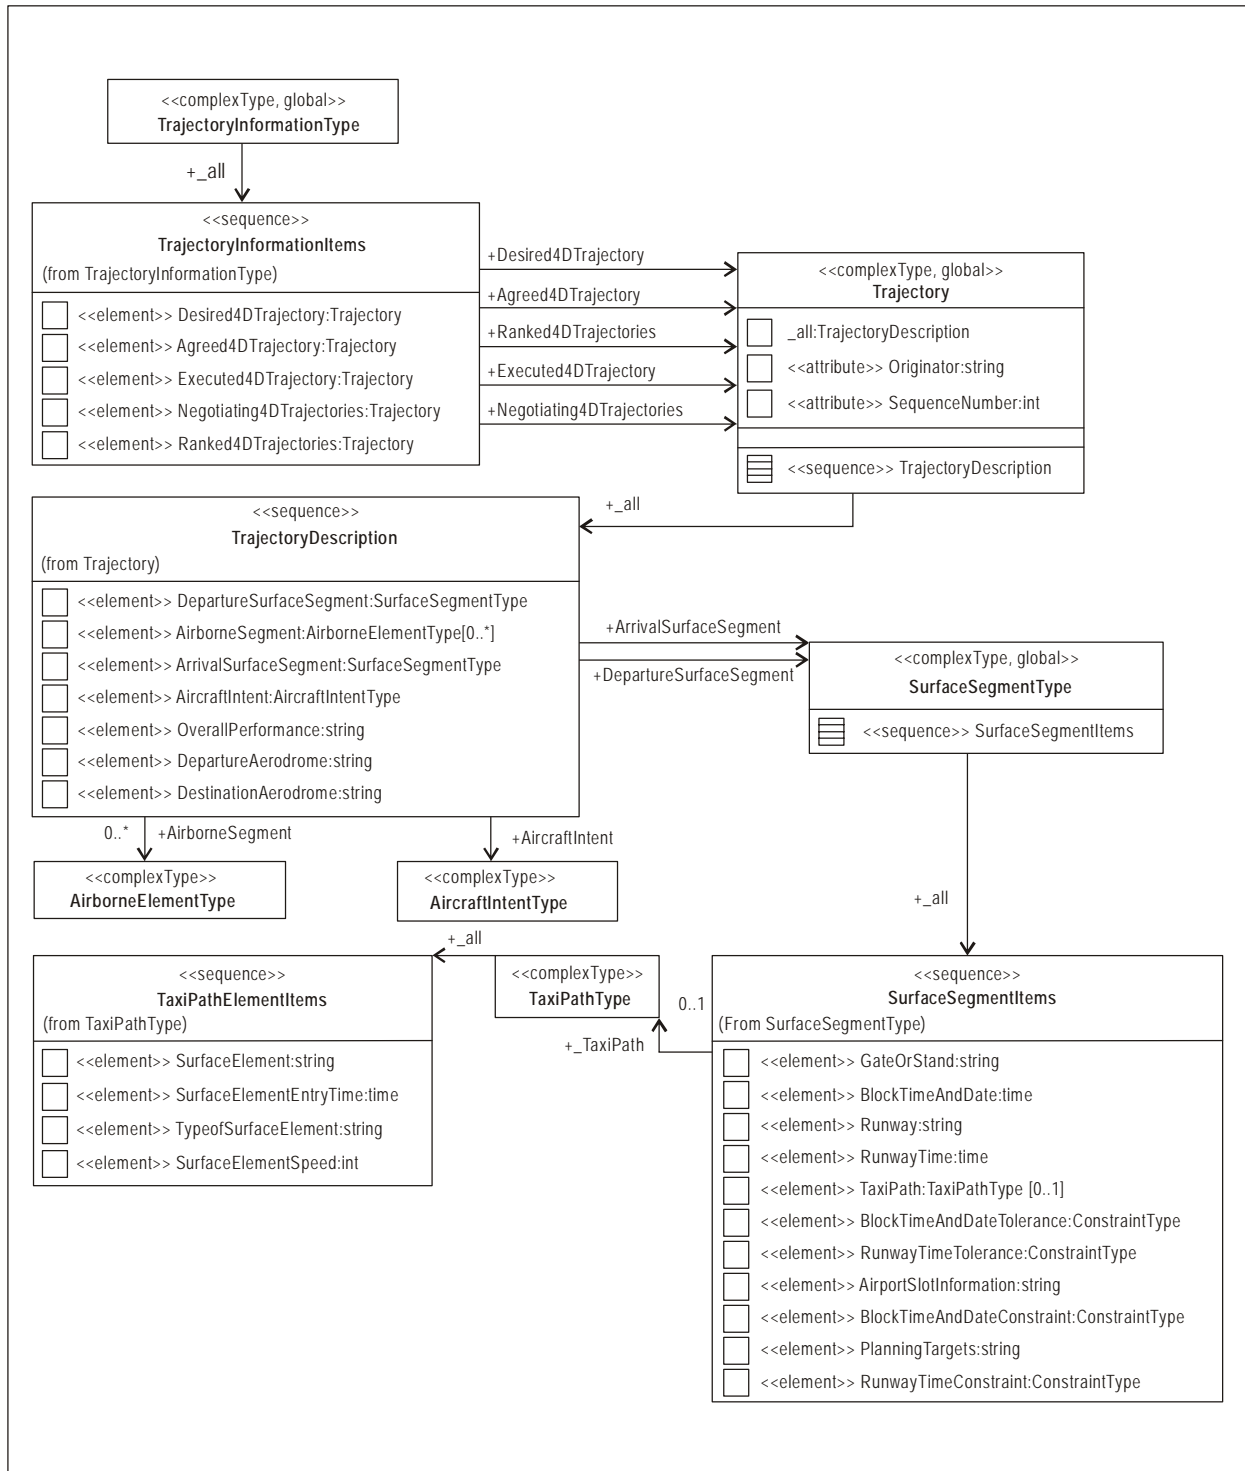 <<complexType, global>>
TrajectoryInformationType
+_all
<<sequence>>
TrajectoryInformationItems
(from TrajectoryInformationType)
<<element>> Desired4DTrajectory:Trajectory
<<element>> Agreed4DTrajectory:Trajectory
<<element>> Executed4DTrajectory:Trajectory
<<element>> Negotiating4DTrajectories:Trajectory
<<element>> Ranked4DTrajectories:Trajectory
+Desired4DTrajectory
+Agreed4DTrajectory
+Ranked4DTrajectories
+Executed4DTrajectory
+Negotiating4DTrajectories
<<complexType, global>>
Trajectory
_all:TrajectoryDescription
<<attribute>> Originator:string
<<attribute>> SequenceNumber:int
<<sequence>> TrajectoryDescription
+_all
<<sequence>>
TrajectoryDescription
(from Trajectory)
<<element>> DepartureSurfaceSegment:SurfaceSegmentType
<<element>> AirborneSegment:AirborneElementType[0..*]
<<element>> ArrivalSurfaceSegment:SurfaceSegmentType
<<element>> AircraftIntent:AircraftIntentType
<<element>> OverallPerformance:string
<<element>> DepartureAerodrome:string
<<element>> DestinationAerodrome:string
+ArrivalSurfaceSegment
+DepartureSurfaceSegment
<<complexType, global>>
SurfaceSegmentType
<<sequence>> SurfaceSegmentItems
0..* +AirborneSegment
+AircraftIntent
<<complexType>>
AirborneElementType
<<complexType>>
AircraftIntentType
+_all
+_all
<<sequence>>
TaxiPathElementItems
(from TaxiPathType)
<<element>> SurfaceElement:string
<<element>> SurfaceElementEntryTime:time
<<element>> TypeofSurfaceElement:string
<<element>> SurfaceElementSpeed:int
<<complexType>>
TaxiPathType
0..1
+_TaxiPath
<<sequence>>
SurfaceSegmentItems
(From SurfaceSegmentType)
<<element>> GateOrStand:string
<<element>> BlockTimeAndDate:time
<<element>> Runway:string
<<element>> RunwayTime:time
<<element>> TaxiPath:TaxiPathType [0..1]
<<element>> BlockTimeAndDateTolerance:ConstraintType
<<element>> RunwayTimeTolerance:ConstraintType
<<element>> AirportSlotInformation:string
<<element>> BlockTimeAndDateConstraint:ConstraintType
<<element>> PlanningTargets:string
<<element>> RunwayTimeConstraint:ConstraintType